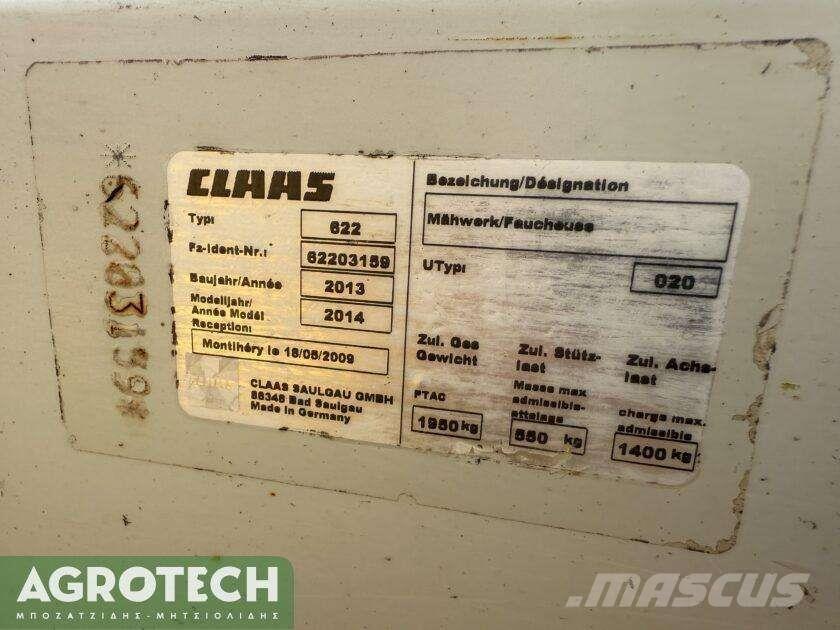 *62203159*
CLAAS
Typ: 622
Fz-Ident-Nr.: 62203159
Baujahr/Année 2013
Modelljahr/
Année Modèl 2014
Reception:
Montlhéry le 18/05/2009
CLAAS SAULGAU GMBH
88348 Bad Saulgau
Made in Germany
Bezeichung/Désignation
Mähwerk/Faucheuse
UTyp: 020
Zul. Ges Gewicht
PTAC
1950 kg
Zul. Stütz-
last
Masse max
admissible-
attelage
550 kg
Zul. Achs-
last
charge max.
admissible
1400 kg
AGROTECH
ΜΠΟΖΑΤΖΙΔΗΣ-ΜΗΤΣΙΟΛΙΔΗΣ
MASCUS